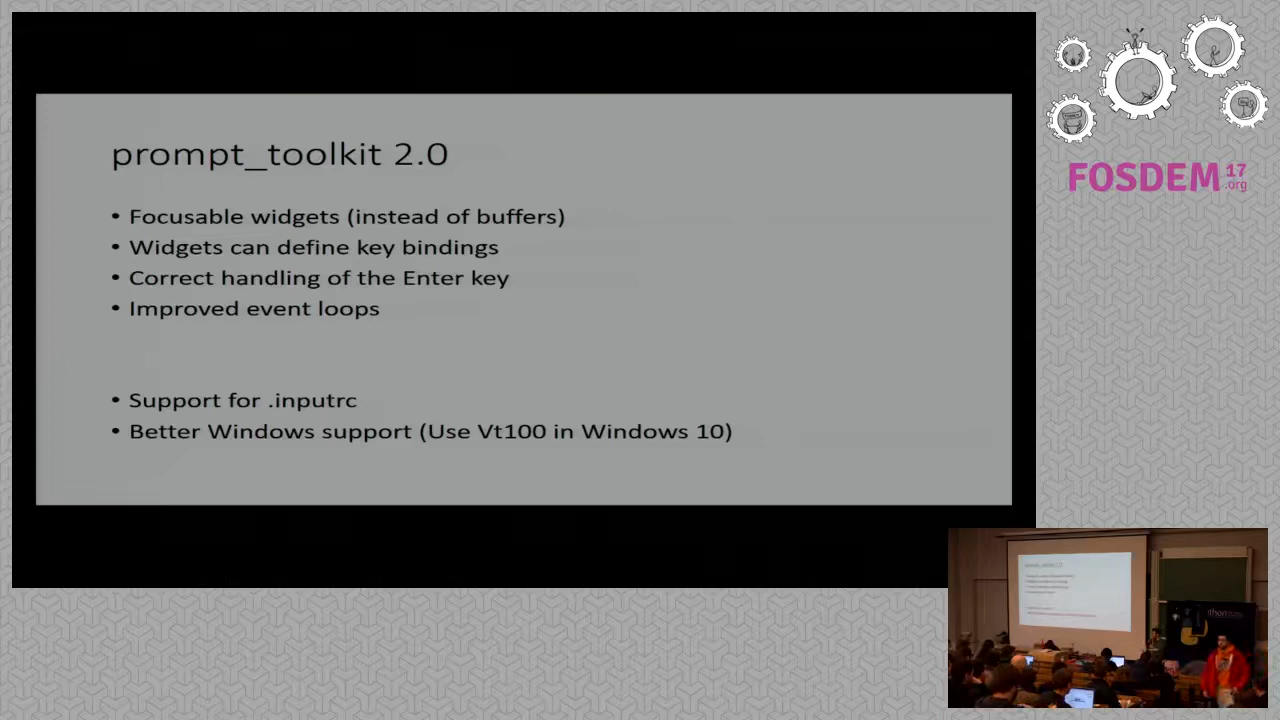 prompt_toolkit 2.0
• Focusable widgets (instead of buffers)
• Widgets can define key bindings
• Correct handling of the Enter key
• Improved event loops
• Support for .inputrc
• Better Windows support (Use Vt100 in Windows 10)
FOSDEM 17
.org